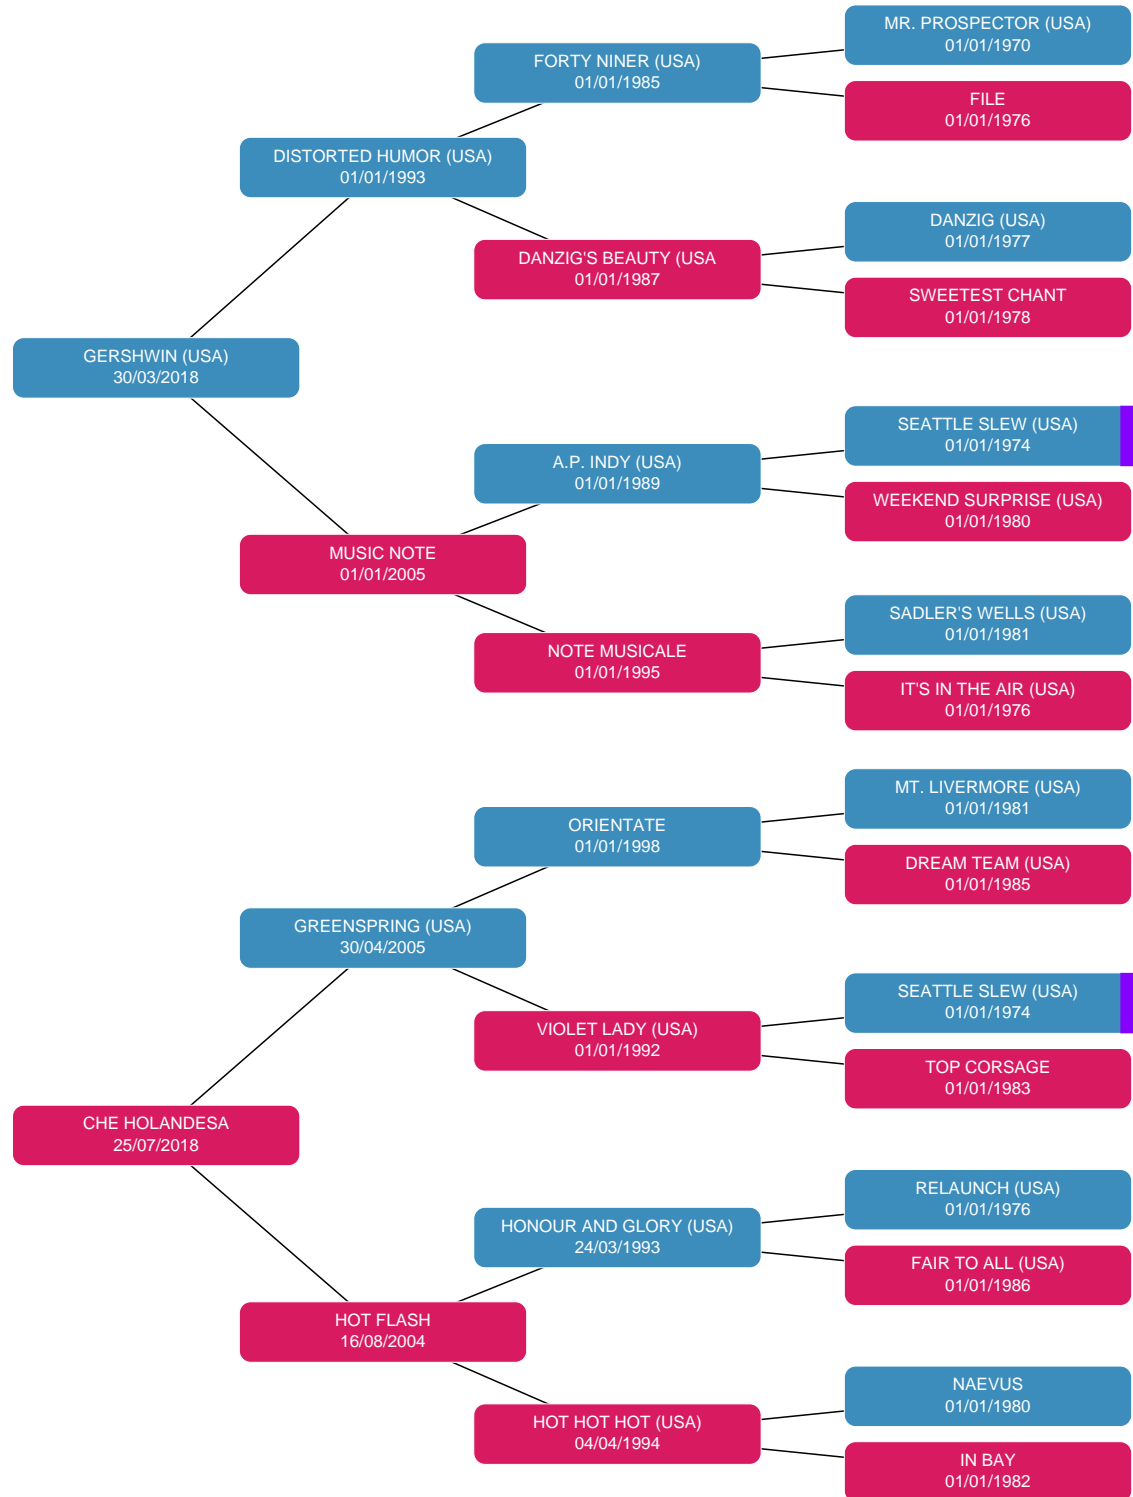 MR. PROSPECTOR (USA)
01/01/1970
FORTY NINER (USA)
01/01/1985
FILE
01/01/1976
DISTORTED HUMOR (USA)
01/01/1993
DANZIG (USA)
01/01/1977
DANZIG'S BEAUTY (USA
01/01/1987
SWEETEST CHANT
01/01/1978
GERSHWIN (USA)
30/03/2018
SEATTLE SLEW (USA)
01/01/1974
A.P. INDY (USA)
01/01/1989
WEEKEND SURPRISE (USA)
01/01/1980
MUSIC NOTE
01/01/2005
SADLER'S WELLS (USA)
01/01/1981
NOTE MUSICALE
01/01/1995
IT'S IN THE AIR (USA)
01/01/1976
MT. LIVERMORE (USA)
01/01/1981
ORIENTATE
01/01/1998
DREAM TEAM (USA)
01/01/1985
GREENSPRING (USA)
30/04/2005
SEATTLE SLEW (USA)
01/01/1974
VIOLET LADY (USA)
01/01/1992
TOP CORSAGE
01/01/1983
CHE HOLANDESA
25/07/2018
RELAUNCH (USA)
01/01/1976
HONOUR AND GLORY (USA)
24/03/1993
FAIR TO ALL (USA)
01/01/1986
HOT FLASH
16/08/2004
NAEVUS
01/01/1980
HOT HOT HOT (USA)
04/04/1994
IN BAY
01/01/1982